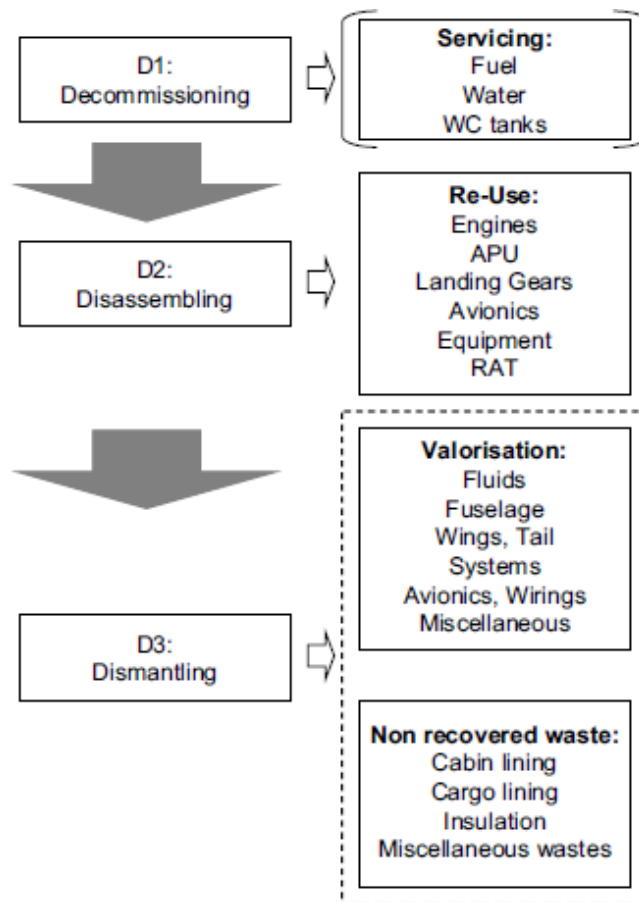 D1:
Decommissioning
Servicing:
Fuel
Water
WC tanks
D2:
Disassembling
Re-Use:
Engines
APU
Landing Gears
Avionics
Equipment
RAT
D3:
Dismantling
Valorisation:
Fluids
Fuselage
Wings, Tail
Systems
Avionics, Wirings
Miscellaneous
Non recovered waste:
Cabin lining
Cargo lining
Insulation
Miscellaneous wastes